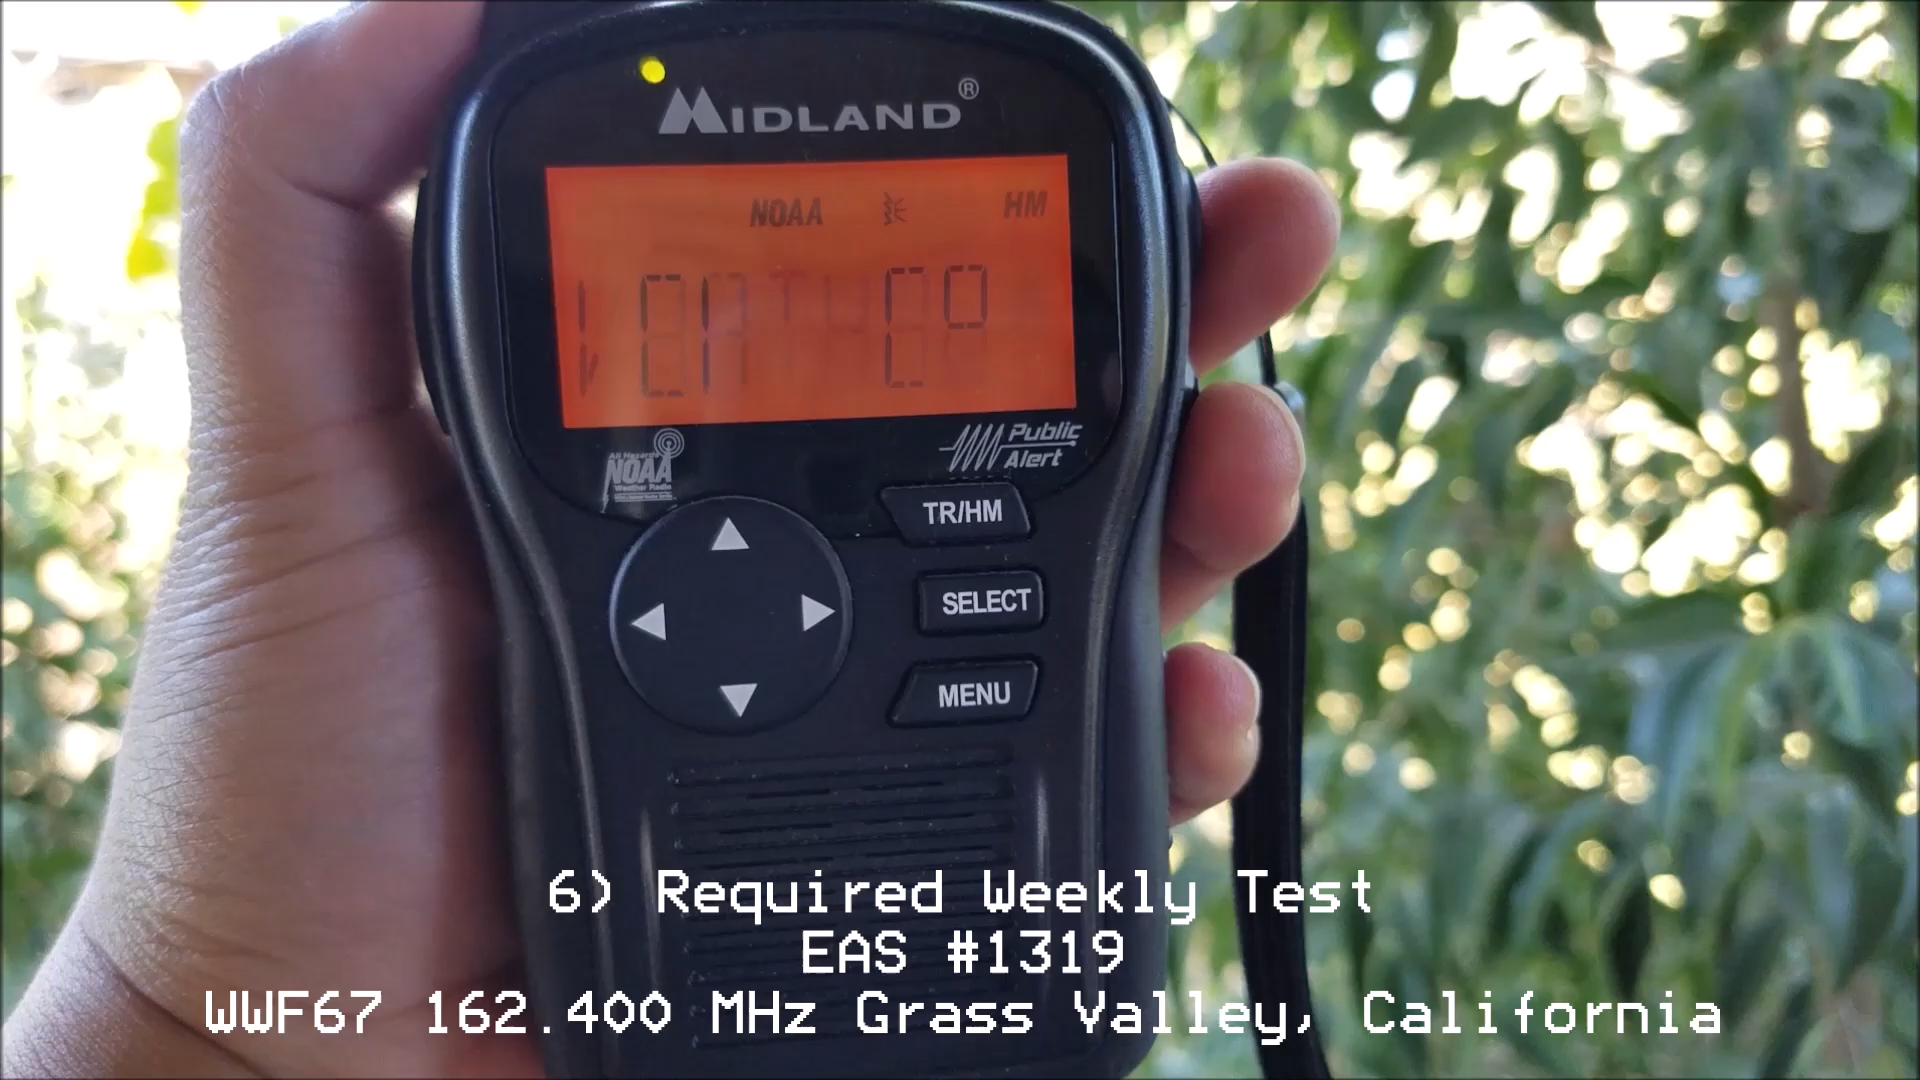 MIDLAND®
NOAA HM
All Hazards
NOAA
Weather Radio
Public
Alert
TR/HM
SELECT
MENU
6) Required Weekly Test
EAS #1319
WWF67 162.400 MHz Grass Valley, California